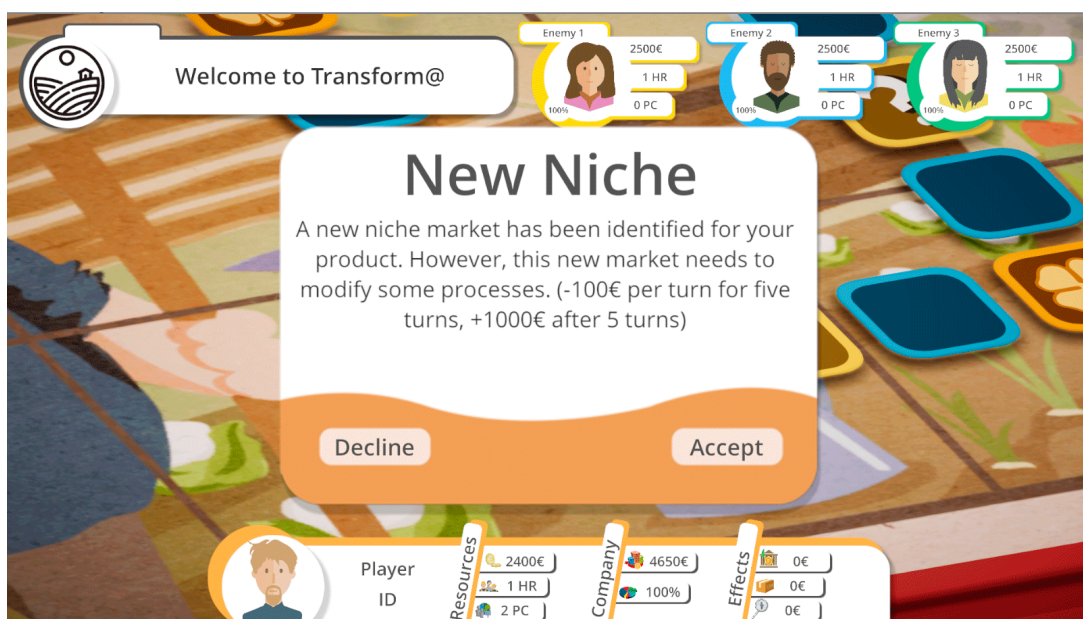 Welcome to Transform@
Enemy 1
2500€
1 HR
0 PC
100%
Enemy 2
2500€
1 HR
0 PC
100%
Enemy 3
2500€
1 HR
0 PC
100%
New Niche
A new niche market has been identified for your
product. However, this new market needs to
modify some processes. (-100€ per turn for five
turns, +1000€ after 5 turns)
Decline
Accept
Player
ID
Resources
2400€
1 HR
2 PC
Company
4650€
100%
Effects
0€
0€
0€